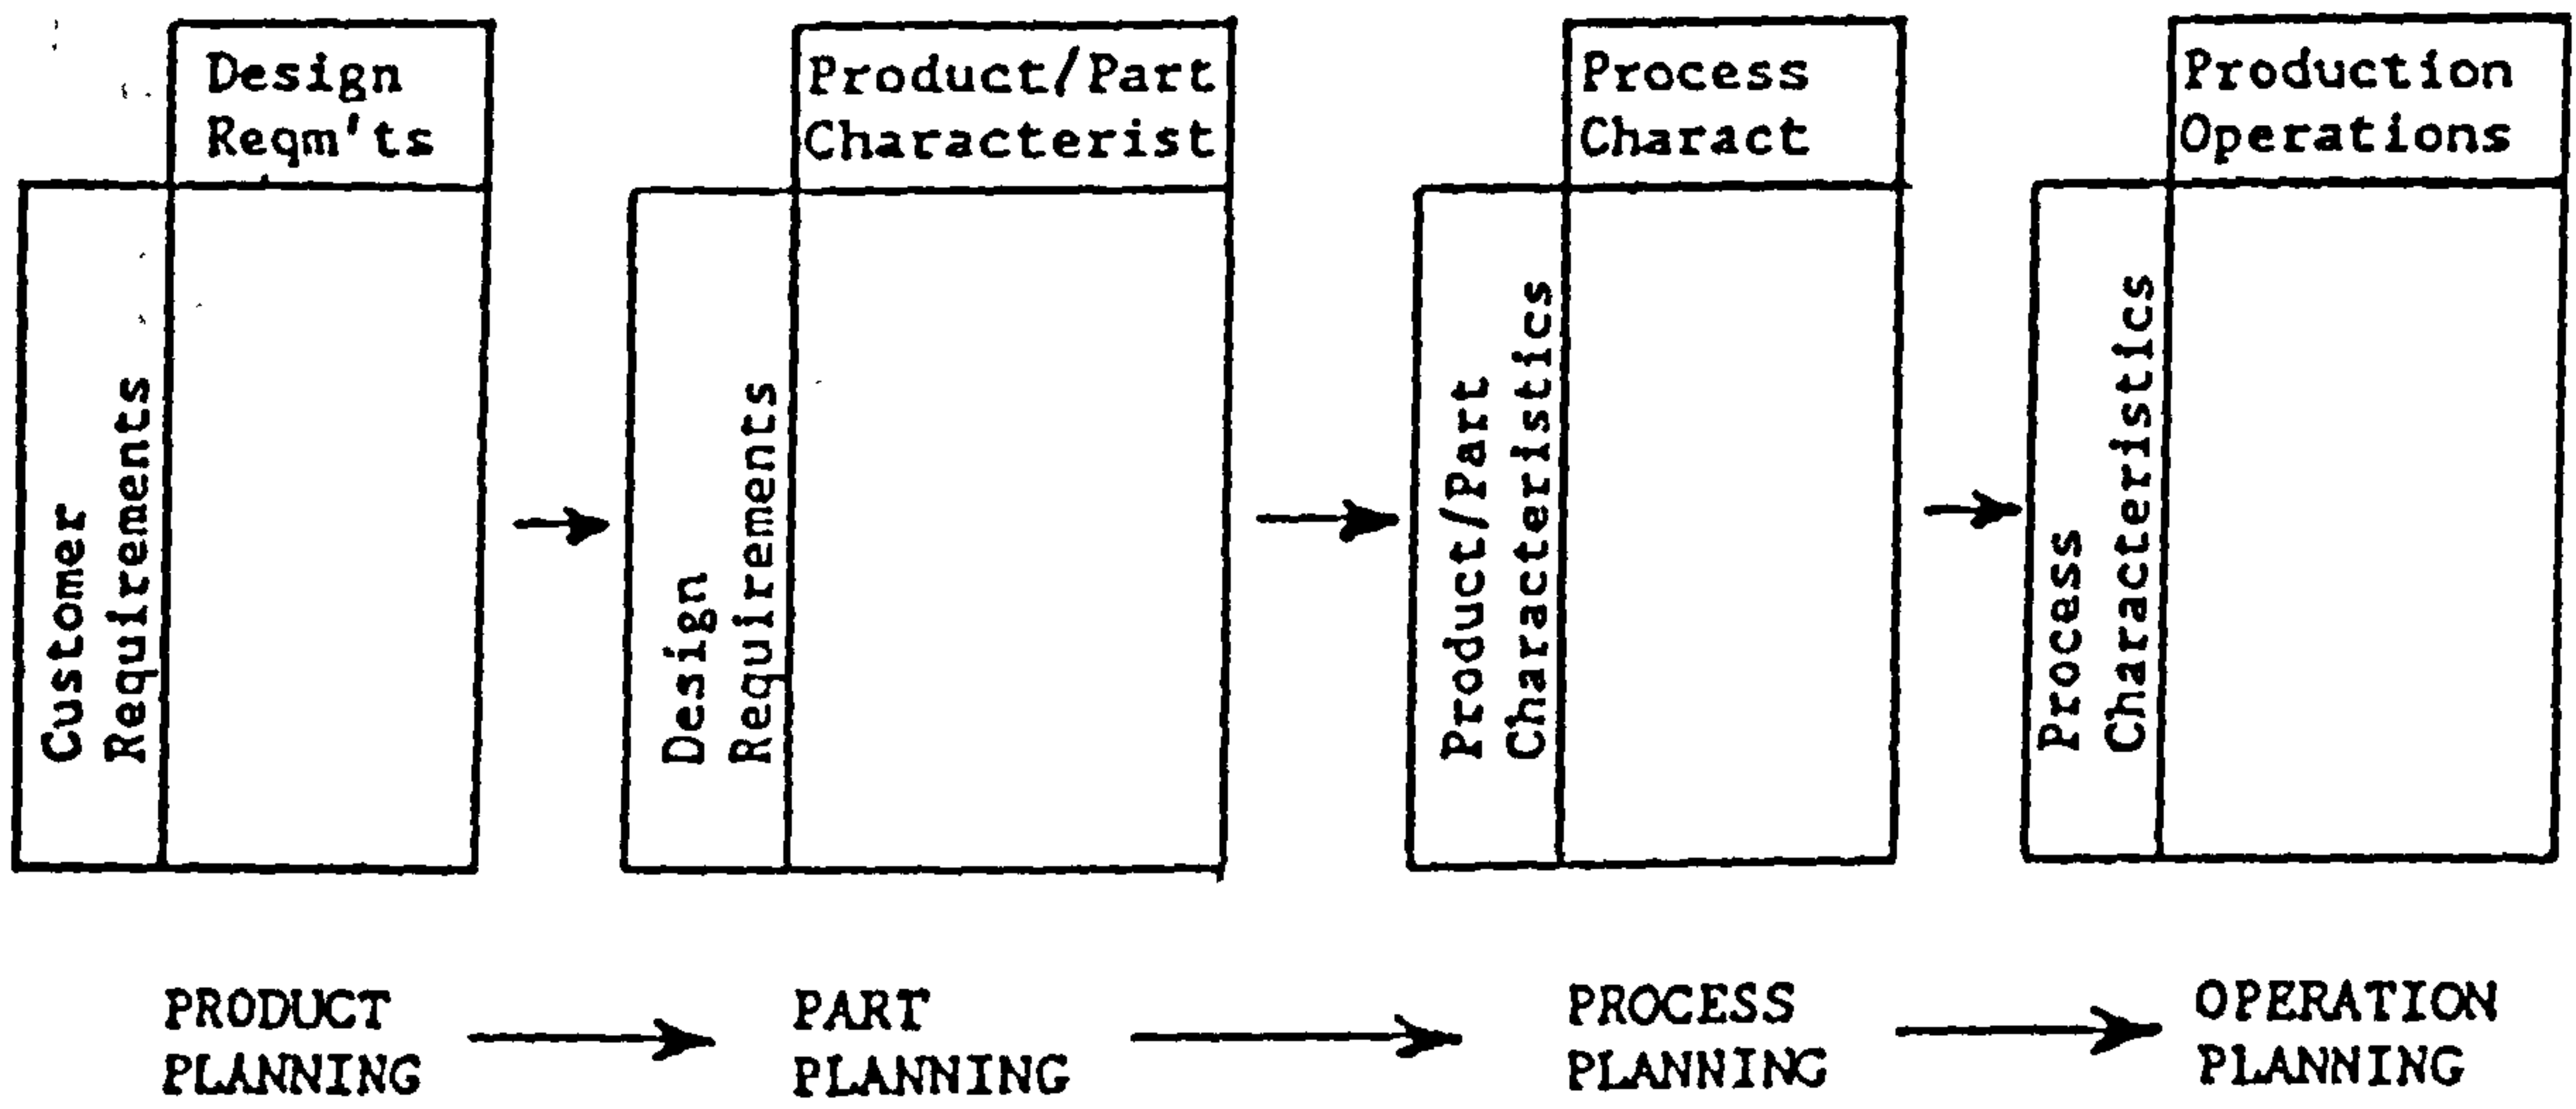 Design
Reqm'ts
Customer
Requirements
Product/Part
Characterist
Design
Requirements
Process
Charact
Product/Part
Characteristics
Production
Operations
Process
Characteristics
PRODUCT
PLANNING
PART
PLANNING
PROCESS
PLANNING
OPERATION
PLANNING